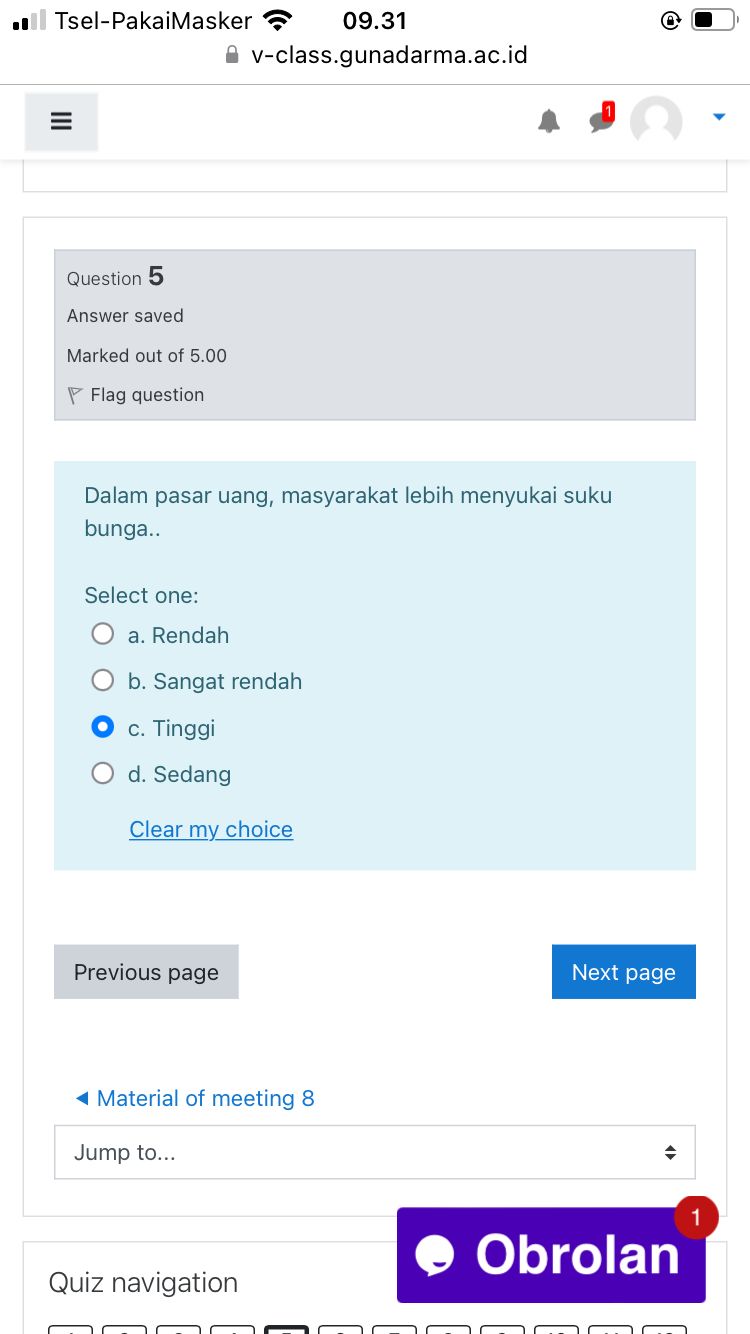 Tsel-PakaiMasker 09.31
v-class.gunadarma.ac.id
1
Question 5
Answer saved
Marked out of 5.00
Flag question
Dalam pasar uang, masyarakat lebih menyukai suku
bunga..
Select one:
a. Rendah
b. Sangat rendah
c. Tinggi
d. Sedang
Clear my choice
Previous page
Next page
◄ Material of meeting 8
Jump to...
1
Obrolan
Quiz navigation